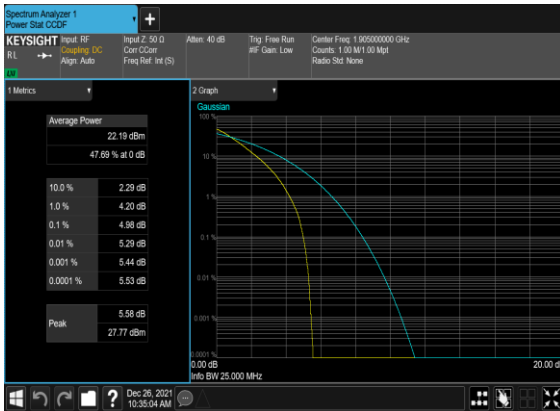 Spectrum Analyzer 1
Power Stat CCDF
+
KEYSIGHT
RL
LXI
Input: RF
Coupling: DC
Align: Auto
Input Z: 50 Ω
Corr CCorr
Freq Ref: Int (S)
Atten: 40 dB
Trig: Free Run
#IF Gain: Low
Center Freq: 1.905000000 GHz
Counts: 1.00 M/1.00 Mpt
Radio Std: None
1 Metrics
Average Power
22.19 dBm
47.69 % at 0 dB
10.0 % 2.29 dB
1.0 % 4.20 dB
0.1 % 4.98 dB
0.01 % 5.29 dB
0.001 % 5.44 dB
0.0001 % 5.53 dB
Peak
5.58 dB
27.77 dBm
2 Graph
Gaussian
100 %
10 %
1 %
0.1 %
0.01 %
0.001 %
0.0001 %
0.00 dB
20.00 d
Info BW 25.000 MHz
?
Dec 26, 2021
10:35:04 AM